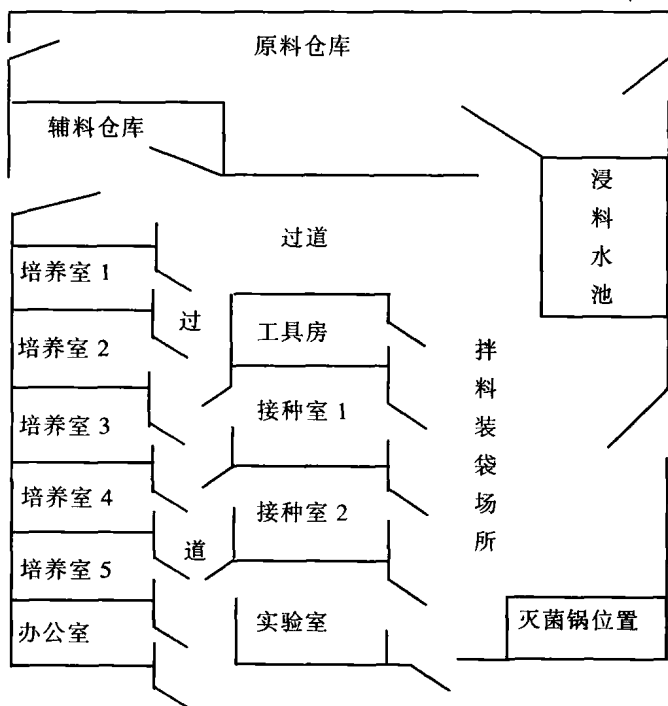 原料仓库
辅料仓库
浸料水池
过道
培养室 1
过道
工具房
培养室 2
拌料装袋场所
接种室 1
培养室 3
培养室 4
接种室 2
培养室 5
办公室
实验室
灭菌锅位置